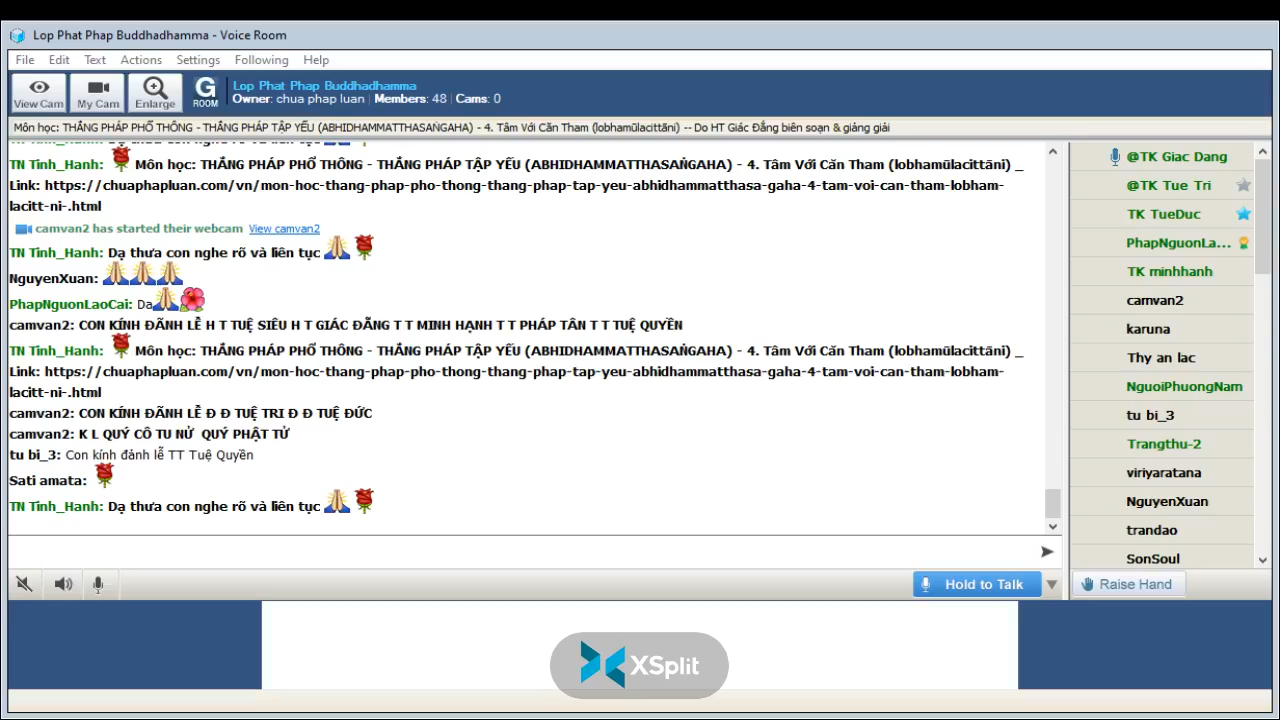 Lop Phat Phap Buddhadhamma - Voice Room
File Edit Text Actions Settings Following Help
View Cam My Cam Enlarge G ROOM
Lop Phat Phap Buddhadhamma
Owner: chua phap luan | Members: 48 | Cams: 0
Môn học: THẮNG PHÁP PHỔ THÔNG - THẮNG PHÁP TẬP YẾU (ABHIDHAMMATTHASAṄGAHA) - 4. Tâm Với Căn Tham (lobhamūlacittāni) -- Do HT Giác Đẳng biên soạn & giảng giải
TN Tinh_Hanh: Môn học: THẮNG PHÁP PHỔ THÔNG - THẮNG PHÁP TẬP YẾU (ABHIDHAMMATTHASAṄGAHA) - 4. Tâm Với Căn Tham (lobhamūlacittāni) _
Link: https://chuaphapluan.com/vn/mon-hoc-thang-phap-pho-thong-thang-phap-tap-yeu-abhidhammatthasa-gaha-4-tam-voi-can-tham-lobham-
lacitt-ni-.html
camvan2 has started their webcam View camvan2
TN Tinh_Hanh: Dạ thưa con nghe rõ và liên tục
NguyenXuan:
PhapNguonLaoCai: Da
camvan2: CON KÍNH ĐÃNH LỄ H T TUỆ SIÊU H T GIÁC ĐẴNG T T MINH HẠNH T T PHÁP TÂN T T TUỆ QUYỀN
TN Tinh_Hanh: Môn học: THẮNG PHÁP PHỔ THÔNG - THẮNG PHÁP TẬP YẾU (ABHIDHAMMATTHASAṄGAHA) - 4. Tâm Với Căn Tham (lobhamūlacittāni) _
Link: https://chuaphapluan.com/vn/mon-hoc-thang-phap-pho-thong-thang-phap-tap-yeu-abhidhammatthasa-gaha-4-tam-voi-can-tham-lobham-
lacitt-ni-.html
camvan2: CON KÍNH ĐÃNH LỄ Đ Đ TUỆ TRI Đ Đ TUỆ ĐỨC
camvan2: K L QUÝ CÔ TU NỬ QUÝ PHẬT TỬ
tu bi_3: Con kính đảnh lễ TT Tuệ Quyền
Sati amata:
TN Tinh_Hanh: Dạ thưa con nghe rõ và liên tục
Hold to Talk
@TK Giac Dang
@TK Tue Tri
TK TueDuc
PhapNguonLa...
TK minhhanh
camvan2
karuna
Thy an lac
NguoiPhuongNam
tu bi_3
Trangthu-2
viriyaratana
NguyenXuan
trandao
SonSoul
Raise Hand
XSplit